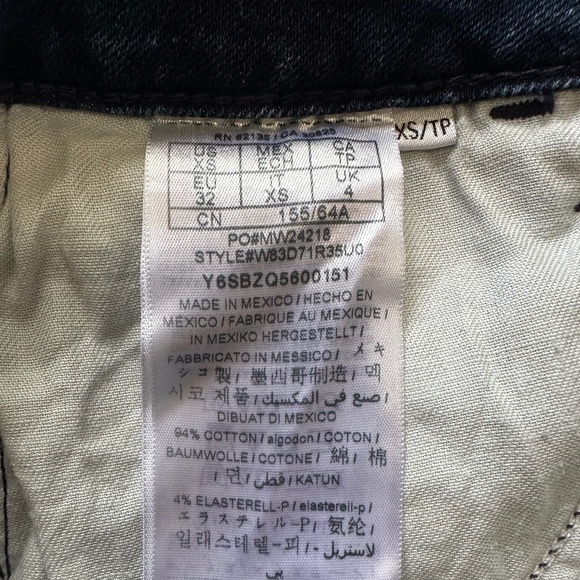 RN 62136 / CA 30625
XS/TP
US MEX CA
XS ECH TP
EU IT UK
32 XS 4
CN 155/64A
PO#MW24218
STYLE#W83D71R35U0
Y6SBZQ5600151
MADE IN MEXICO / HECHO EN
MÉXICO / FABRIQUE AU MEXIQUE /
IN MEXIKO HERGESTELLT /
FABBRICATO IN MESSICO / メキ
シコ製 / 墨西哥制造 / 멕
시코 제품 / صنع في المكسيك /
DIBUAT DI MEXICO
94% COTTON / algodon / COTON /
BAUMWOLLE / COTONE / 綿 / 棉
/ 면 / قطن / KATUN
4% ELASTERELL-P / elasterell-p /
エラステレル-P / 氨纶 /
일래스테렐-피 / لاستريل-
بي